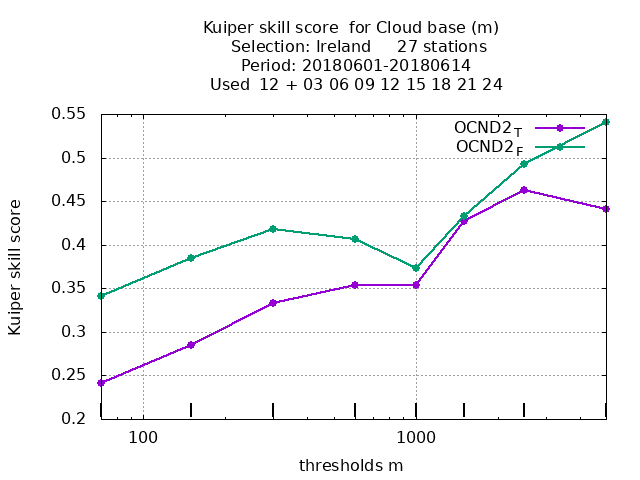 Kuiper skill score  for Cloud base (m)
Selection: Ireland     27 stations
Period: 20180601-20180614
Used  12 + 03 06 09 12 15 18 21 24
OCND2T
OCND2F
0.55
0.5
0.45
0.4
0.35
0.3
0.25
0.2
Kuiper skill score
100
1000
thresholds m